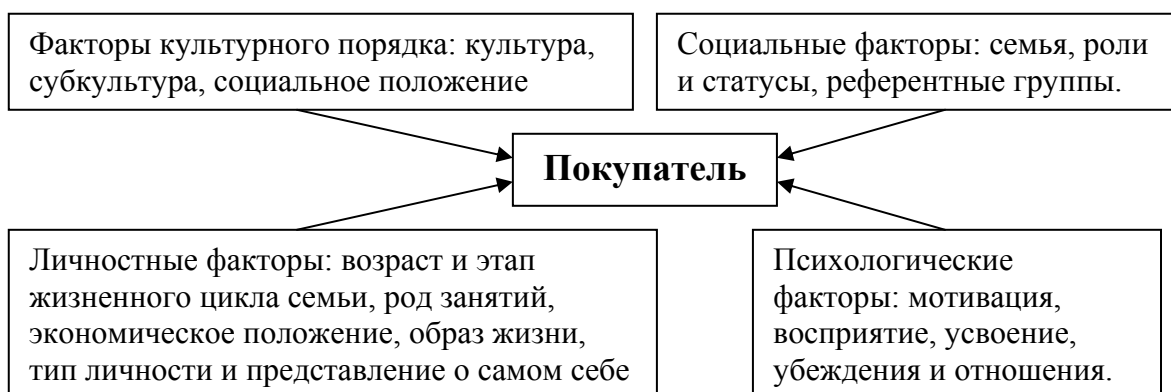 Факторы культурного порядка: культура,
субкультура, социальное положение
Социальные факторы: семья, роли
и статусы, референтные группы.
Покупатель
Личностные факторы: возраст и этап
жизненного цикла семьи, род занятий,
экономическое положение, образ жизни,
тип личности и представление о самом себе
Психологические
факторы: мотивация,
восприятие, усвоение,
убеждения и отношения.